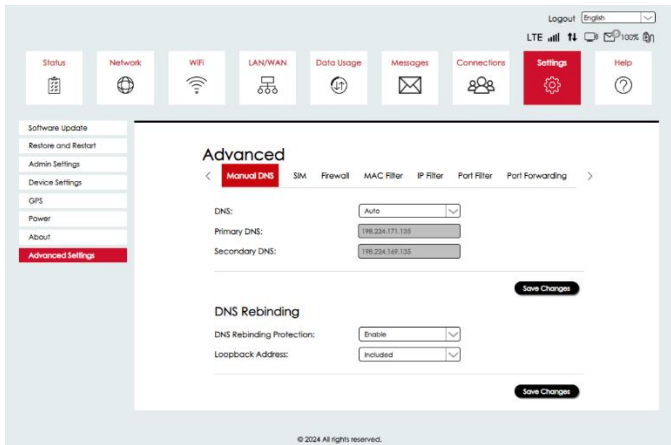 Logout English
LTE 100%
Status Network WiFi LAN/WAN Data Usage Messages Connections Settings Help
Software Update
Restore and Restart
Admin Settings
Device Settings
GPS
Power
About
Advanced Settings
Advanced
Manual DNS SIM Firewall MAC Filter IP Filter Port Filter Port Forwarding
DNS: Auto
Primary DNS: 198.224.171.135
Secondary DNS: 198.224.169.135
Save Changes
DNS Rebinding
DNS Rebinding Protection: Enable
Loopback Address: Included
Save Changes
© 2024 All rights reserved.